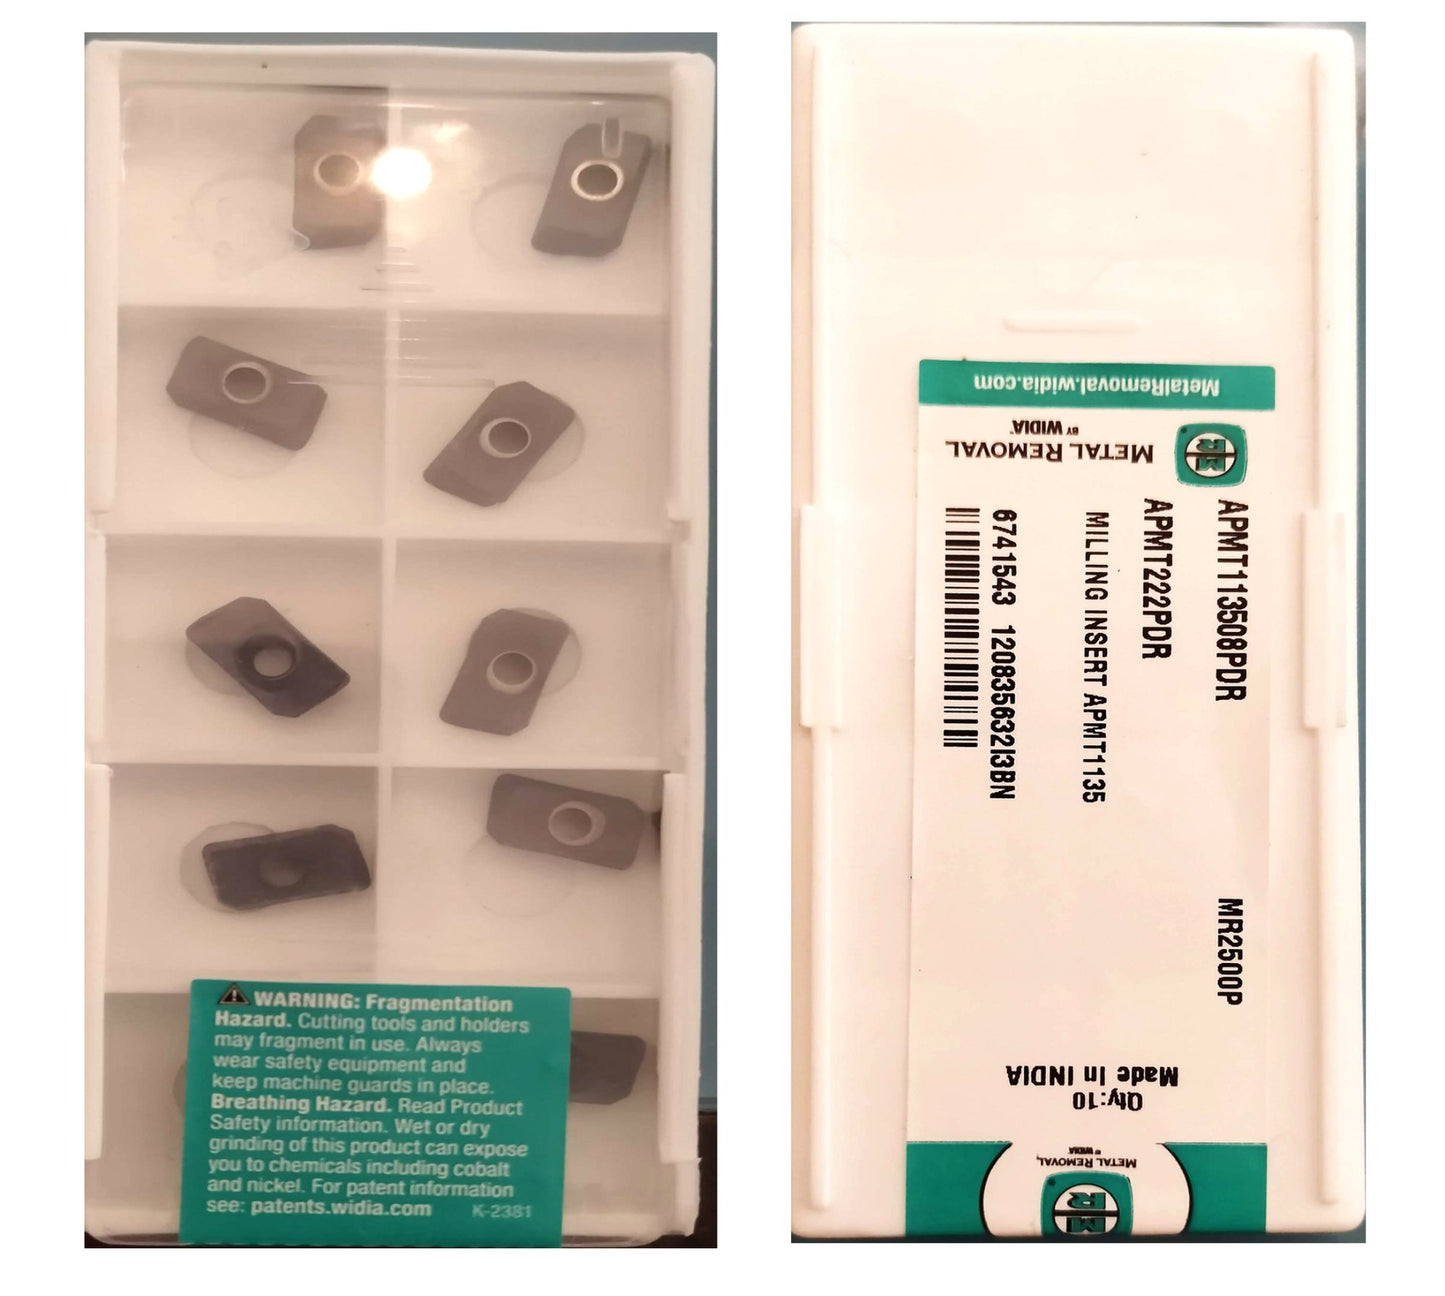 WARNING: Fragmentation
Hazard. Cutting tools and holders
may fragment in use. Always
wear safety equipment and
keep machine guards in place.
Breathing Hazard. Read Product
Safety information. Wet or dry
grinding of this product can expose
you to chemicals including cobalt
and nickel. For patent information
see: patents.widia.com K-2381
MetalRemoval.widia.com
METAL REMOVAL
BY WIDIA
MR
APMT113508PDR MR2500P
APMT222PDR
MILLING INSERT APMT1135
6741543 12083563213BN
Qty:10
Made In INDIA
METAL REMOVAL
BY WIDIA
MR